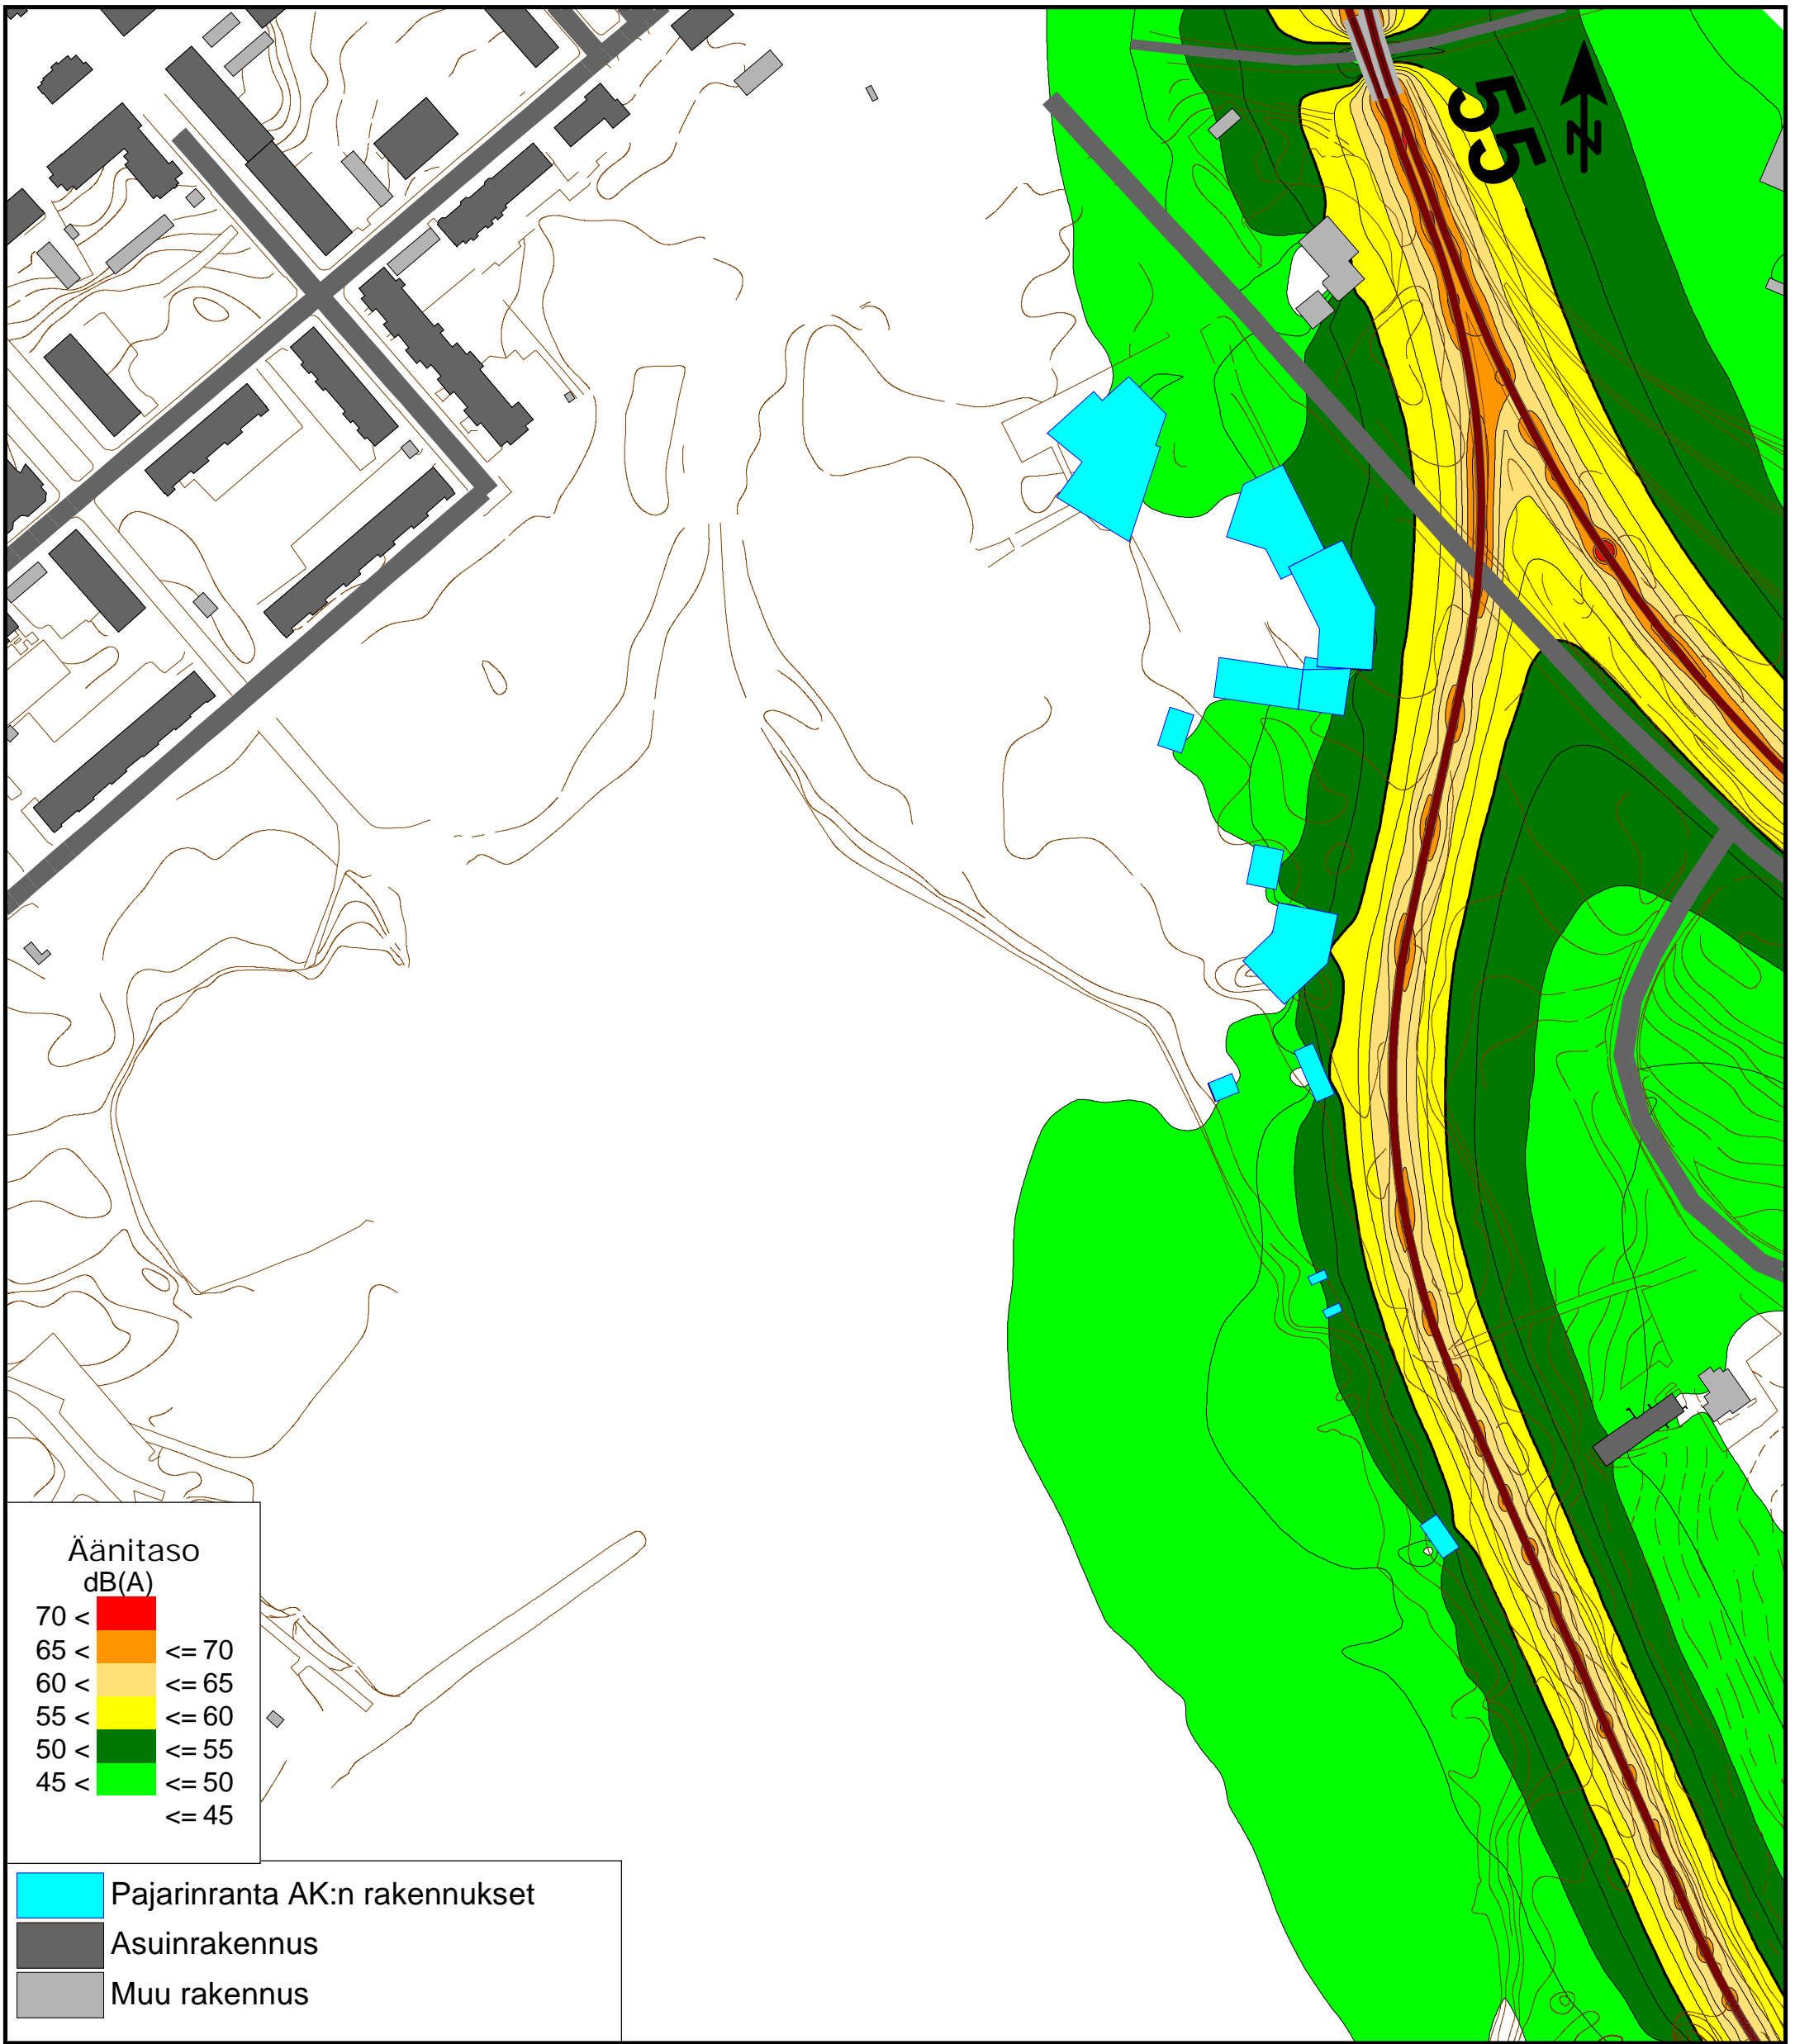 55
N
Äänitaso
dB(A)
70 <
65 < <= 70
60 < <= 65
55 < <= 60
50 < <= 55
45 < <= 50
<= 45
Pajarinranta AK:n rakennukset
Asuinrakennus
Muu rakennus